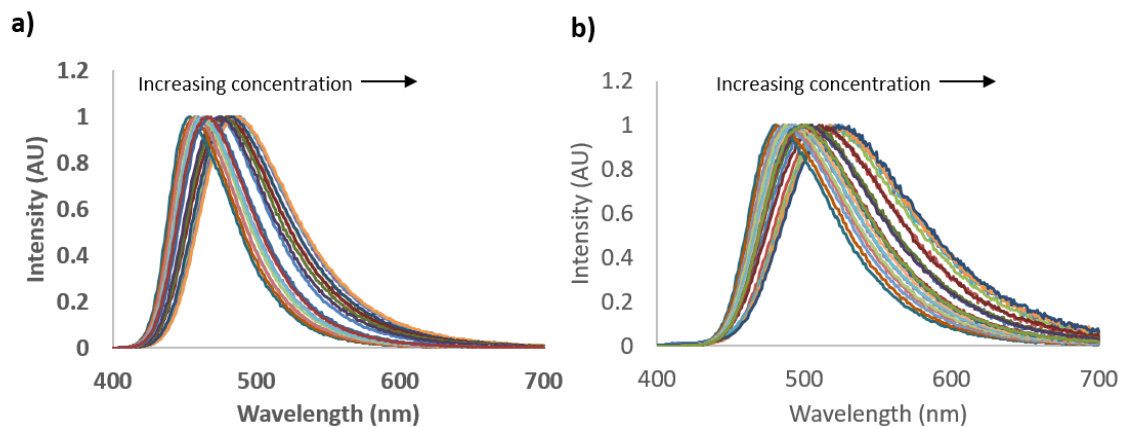 a)
Increasing concentration
Intensity (AU)
1.2
1
0.8
0.6
0.4
0.2
0
400 500 600 700
Wavelength (nm)
b)
Increasing concentration
Intensity (AU)
1.2
1
0.8
0.6
0.4
0.2
0
400 500 600 700
Wavelength (nm)